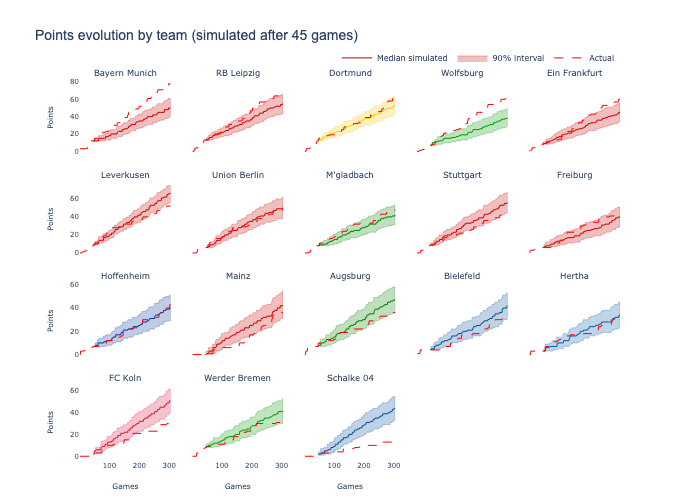 Points evolution by team (simulated after 45 games)
Median simulated 90% interval Actual
Bayern Munich RB Leipzig Dortmund Wolfsburg Ein Frankfurt
80
60
40
20
0
Points
Leverkusen Union Berlin M'gladbach Stuttgart Freiburg
60
40
20
0
Points
Hoffenheim Mainz Augsburg Bielefeld Hertha
60
40
20
0
Points
FC Koln Werder Bremen Schalke 04
60
40
20
0
Points
100 200 300 100 200 300 100 200 300
Games Games